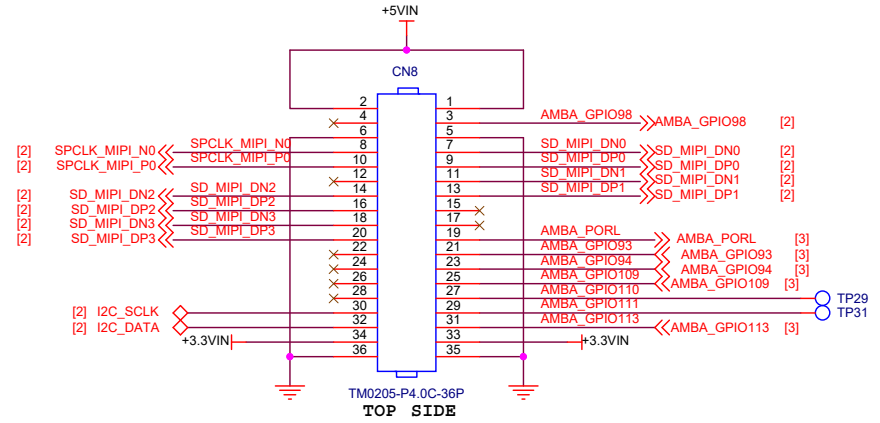 +5VIN
CN8
2 1
4 3 AMBA_GPIO98 AMBA_GPIO98 [2]
6 5
[2] SPCLK_MIPI_N0 SPCLK_MIPI_N0 8 7 SD_MIPI_DN0 SD_MIPI_DN0 [2]
[2] SPCLK_MIPI_P0 SPCLK_MIPI_P0 10 9 SD_MIPI_DP0 SD_MIPI_DP0 [2]
12 11 SD_MIPI_DN1 SD_MIPI_DN1 [2]
[2] SD_MIPI_DN2 SD_MIPI_DN2 14 13 SD_MIPI_DP1 SD_MIPI_DP1 [2]
[2] SD_MIPI_DP2 SD_MIPI_DP2 16 15
[2] SD_MIPI_DN3 SD_MIPI_DN3 18 17
[2] SD_MIPI_DP3 SD_MIPI_DP3 20 19 AMBA_PORL AMBA_PORL [3]
22 21 AMBA_GPIO93 AMBA_GPIO93 [3]
24 23 AMBA_GPIO94 AMBA_GPIO94 [3]
26 25 AMBA_GPIO109 AMBA_GPIO109 [3]
28 27 AMBA_GPIO110 TP29
[2] I2C_SCLK 30 29 AMBA_GPIO111 TP31
[2] I2C_DATA 32 31 AMBA_GPIO113 AMBA_GPIO113 [3]
+3.3VIN 34 33 +3.3VIN
36 35
TM0205-P4.0C-36P
TOP SIDE